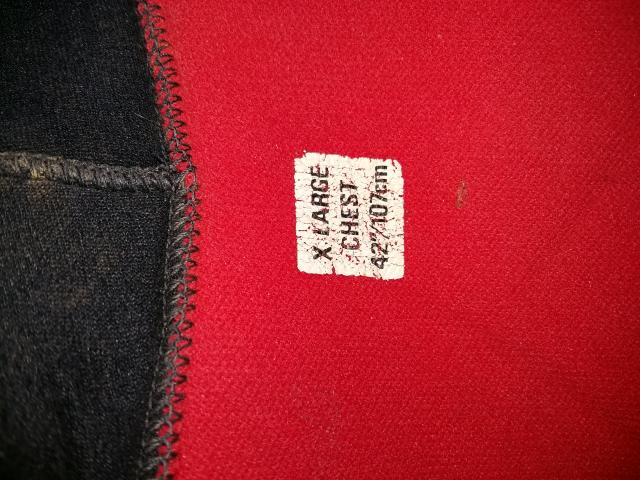 X LARGE
CHEST
42"/107cm